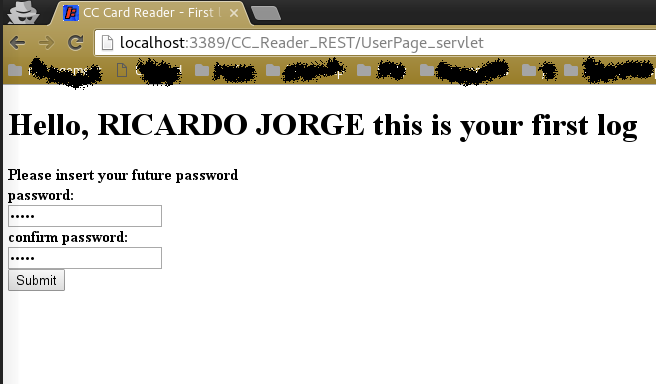 CC Card Reader - First
localhost:3389/CC_Reader_REST/UserPage_servlet
Hello, RICARDO JORGE this is your first log
Please insert your future password
password:
•••••
confirm password:
•••••
Submit